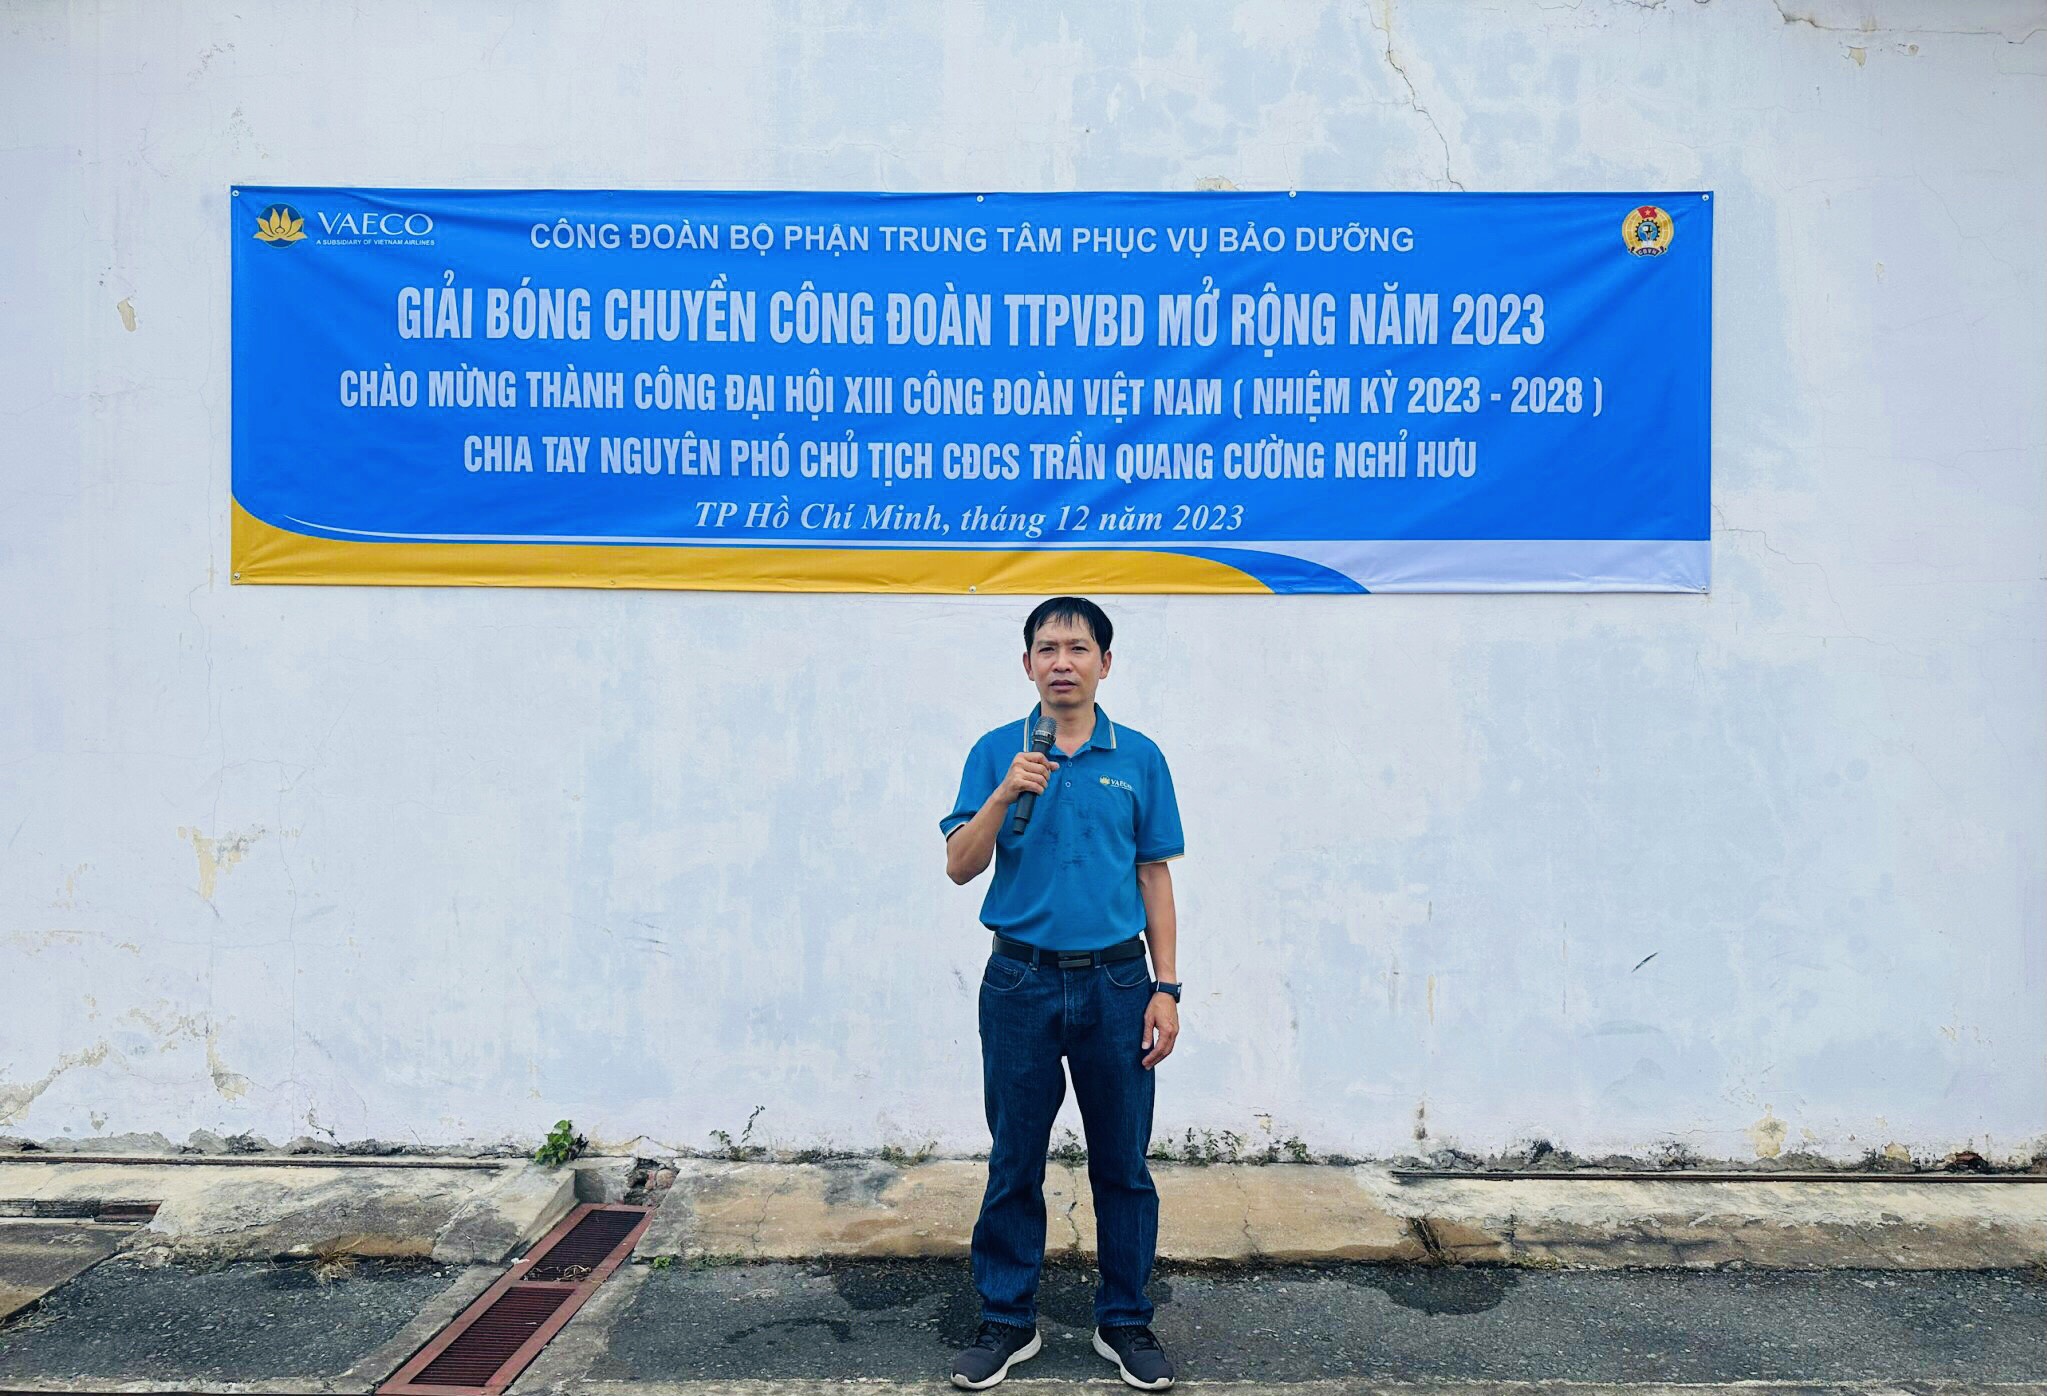 VAECO
A SUBSIDIARY OF VIETNAM AIRLINES
CÔNG ĐOÀN BỘ PHẬN TRUNG TÂM PHỤC VỤ BẢO DƯỠNG
GIẢI BÓNG CHUYỀN CÔNG ĐOÀN TTPVBD MỞ RỘNG NĂM 2023
CHÀO MỪNG THÀNH CÔNG ĐẠI HỘI XIII CÔNG ĐOÀN VIỆT NAM ( NHIỆM KỲ 2023 - 2028 )
CHIA TAY NGUYÊN PHÓ CHỦ TỊCH CĐCS TRẦN QUANG CƯỜNG NGHỈ HƯU
TP Hồ Chí Minh, tháng 12 năm 2023
VAECO